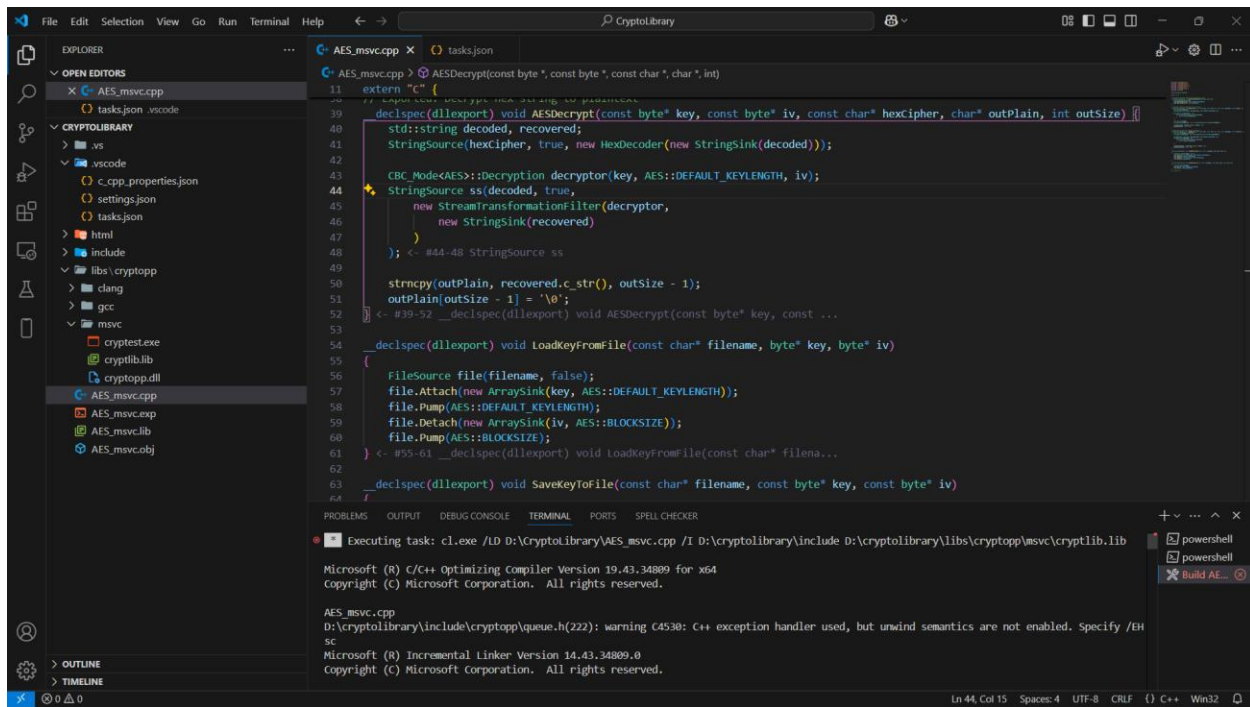 File Edit Selection View Go Run Terminal Help
CryptoLibrary
EXPLORER
OPEN EDITORS
AES_msvc.cpp
tasks.json .vscode
CRYPTOLIBRARY
.vs
.vscode
c_cpp_properties.json
settings.json
tasks.json
html
include
libs\cryptopp
clang
gcc
msvc
cryptest.exe
cryptlib.lib
cryptopp.dll
AES_msvc.cpp
AES_msvc.exp
AES_msvc.lib
AES_msvc.obj
OUTLINE
TIMELINE
AES_msvc.cpp tasks.json
AES_msvc.cpp > AESDecrypt(const byte *, const byte *, const char *, char *, int)
11 extern "C" {
38 // Exported: Decrypt hex string to plaintext
39 __declspec(dllexport) void AESDecrypt(const byte* key, const byte* iv, const char* hexCipher, char* outPlain, int outSize) {
40 std::string decoded, recovered;
41 StringSource(hexCipher, true, new HexDecoder(new StringSink(decoded)));
42
43 CBC_Mode<AES>::Decryption decryptor(key, AES::DEFAULT_KEYLENGTH, iv);
44 StringSource ss(decoded, true,
45 new StreamTransformationFilter(decryptor,
46 new StringSink(recovered)
47 )
48 ); <- #44-48 StringSource ss
49
50 strncpy(outPlain, recovered.c_str(), outSize - 1);
51 outPlain[outSize - 1] = '\0';
52 } <- #39-52 __declspec(dllexport) void AESDecrypt(const byte* key, const ...
53
54 __declspec(dllexport) void LoadKeyFromFile(const char* filename, byte* key, byte* iv)
55 {
56 FileSource file(filename, false);
57 file.Attach(new ArraySink(key, AES::DEFAULT_KEYLENGTH));
58 file.Pump(AES::DEFAULT_KEYLENGTH);
59 file.Detach(new ArraySink(iv, AES::BLOCKSIZE));
60 file.Pump(AES::BLOCKSIZE);
61 } <- #55-61 __declspec(dllexport) void LoadKeyFromFile(const char* filena...
62
63 __declspec(dllexport) void SaveKeyToFile(const char* filename, const byte* key, const byte* iv)
64 {
PROBLEMS OUTPUT DEBUG CONSOLE TERMINAL PORTS SPELL CHECKER
* Executing task: cl.exe /LD D:\CryptoLibrary\AES_msvc.cpp /I D:\cryptolibrary\include D:\cryptolibrary\libs\cryptopp\msvc\cryptlib.lib
Microsoft (R) C/C++ Optimizing Compiler Version 19.43.34809 for x64
Copyright (C) Microsoft Corporation. All rights reserved.
AES_msvc.cpp
D:\cryptolibrary\include\cryptopp\queue.h(222): warning C4530: C++ exception handler used, but unwind semantics are not enabled. Specify /EH
sc
Microsoft (R) Incremental Linker Version 14.43.34809.0
Copyright (C) Microsoft Corporation. All rights reserved.
powershell
powershell
Build AE...
0 0 0
Ln 44, Col 15 Spaces: 4 UTF-8 CRLF {} C++ Win32